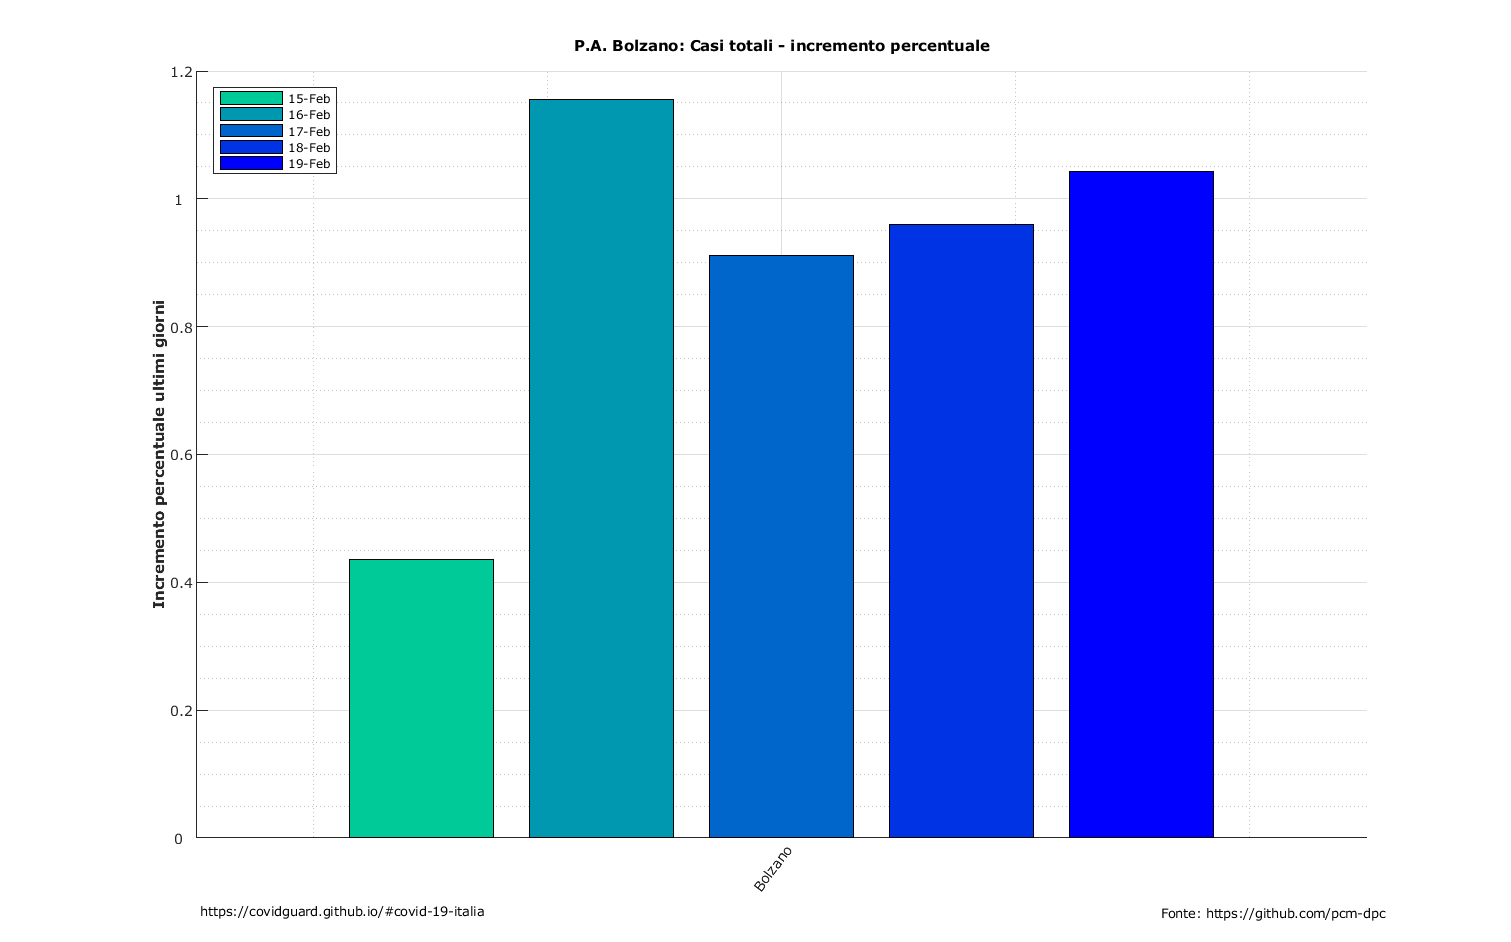 P.A. Bolzano: Casi totali - incremento percentuale
15-Feb
16-Feb
17-Feb
18-Feb
19-Feb
Incremento percentuale ultimi giorni
1.2
1
0.8
0.6
0.4
0.2
0
Bolzano
https://covidguard.github.io/#covid-19-italia
Fonte: https://github.com/pcm-dpc